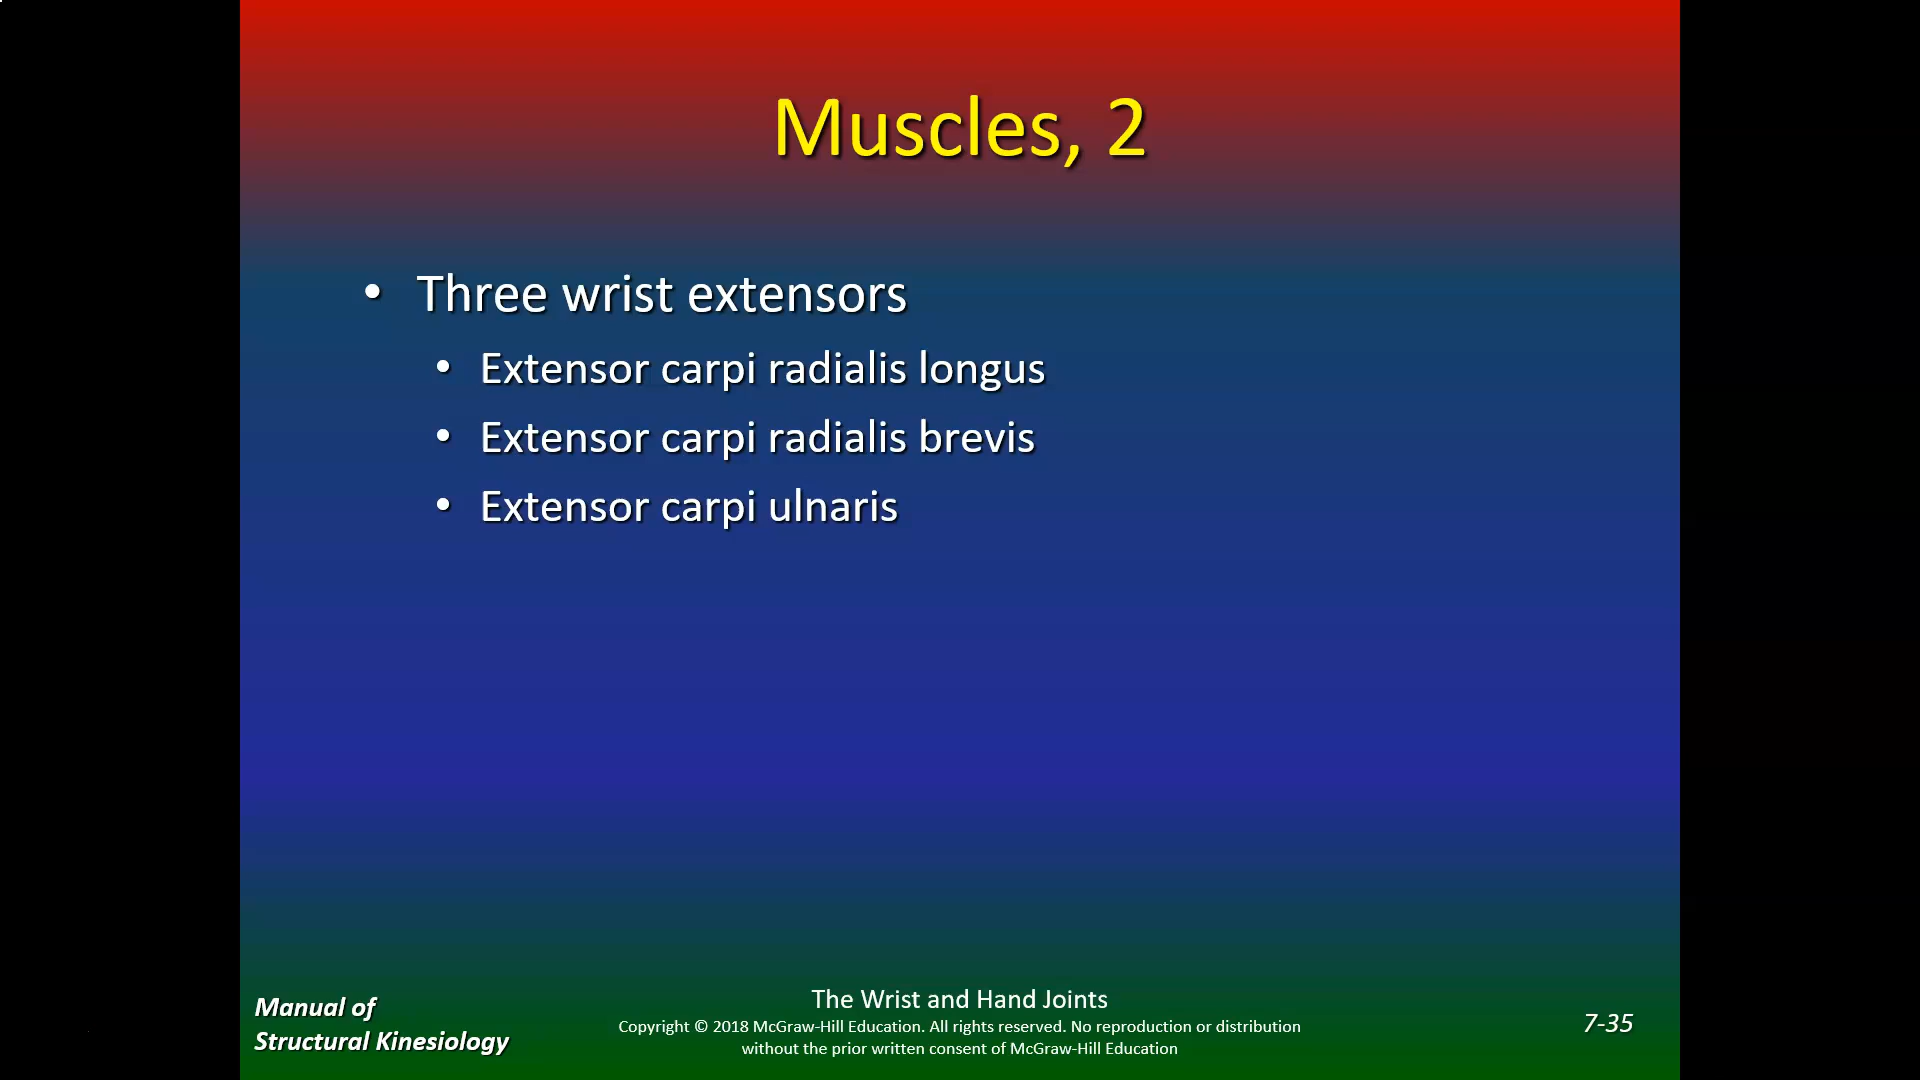 Muscles, 2
• Three wrist extensors
• Extensor carpi radialis longus
• Extensor carpi radialis brevis
• Extensor carpi ulnaris
Manual of
Structural Kinesiology
The Wrist and Hand Joints
Copyright © 2018 McGraw-Hill Education. All rights reserved. No reproduction or distribution
without the prior written consent of McGraw-Hill Education
7-35